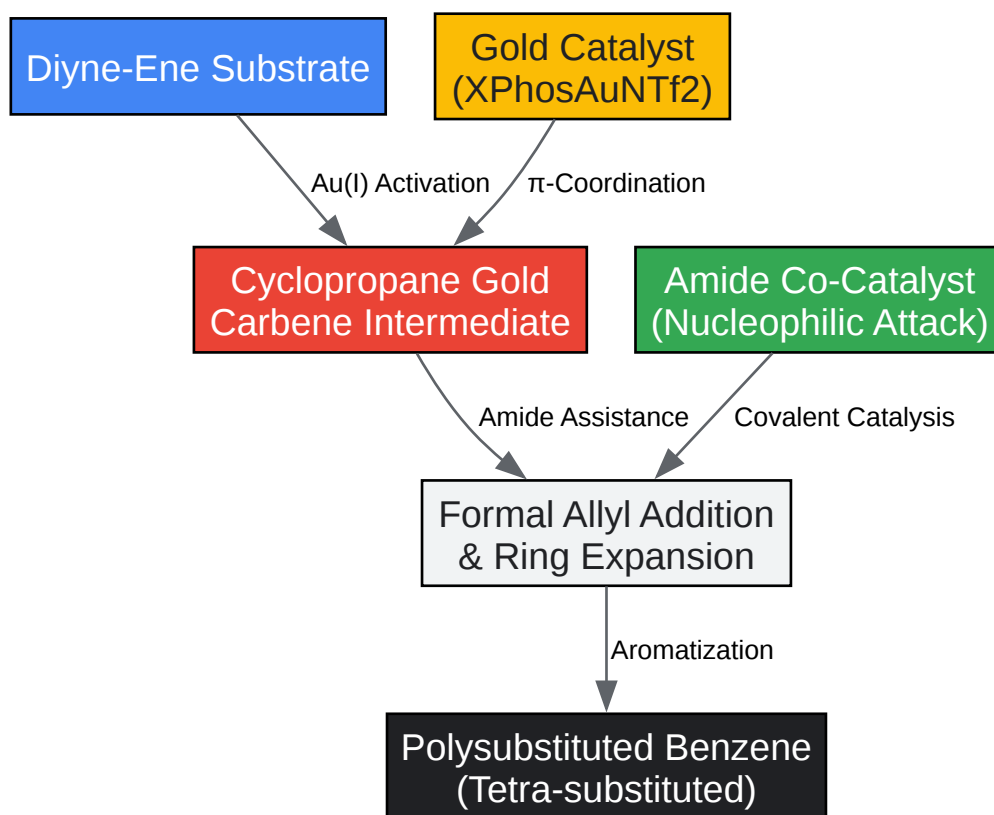 Diyne-Ene Substrate
Gold Catalyst
(XPhosAuNTf2)
Au(I) Activation
π-Coordination
Cyclopropane Gold
Carbene Intermediate
Amide Co-Catalyst
(Nucleophilic Attack)
Amide Assistance
Covalent Catalysis
Formal Allyl Addition
& Ring Expansion
Aromatization
Polysubstituted Benzene
(Tetra-substituted)